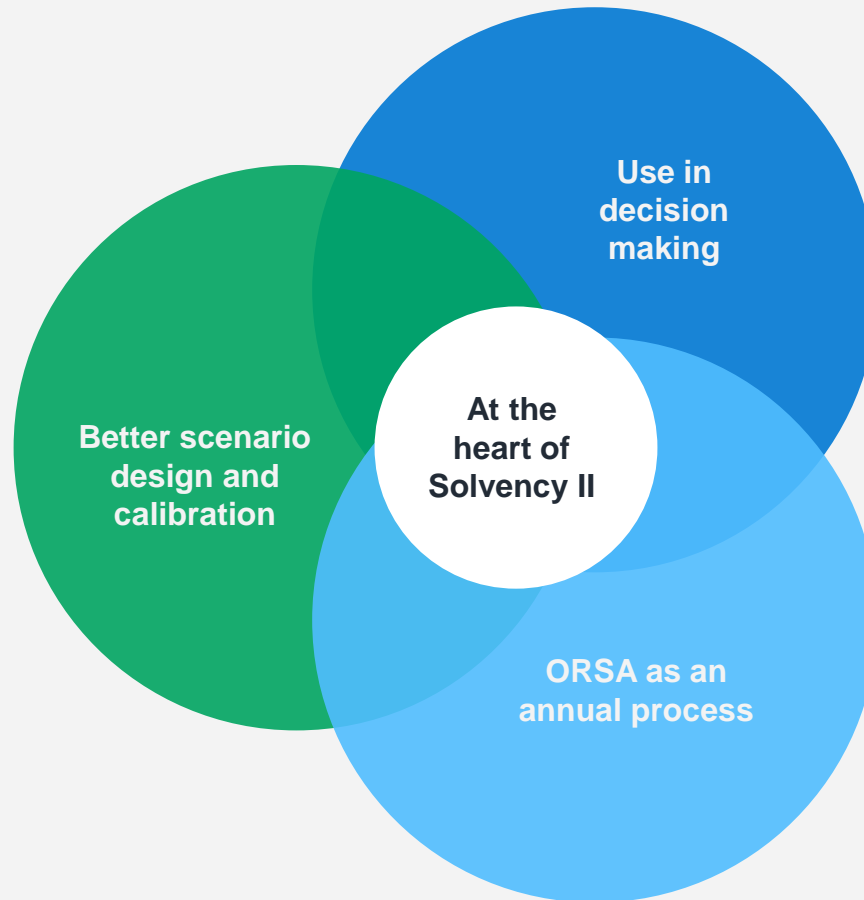 Use in
decision
making
At the
heart of
Solvency II
Better scenario
design and
calibration
ORSA as an
annual process